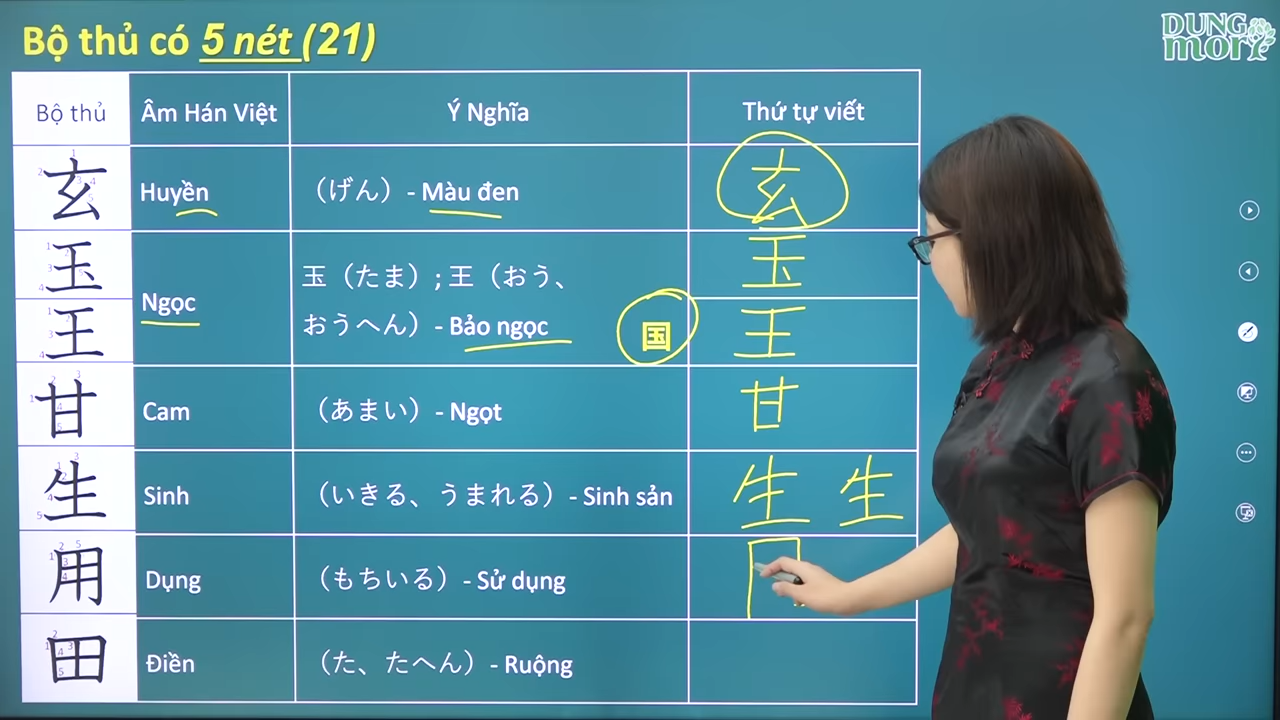 Bộ thủ có 5 nét (21)
DUNG
mori
Bộ thủ Âm Hán Việt Ý Nghĩa Thứ tự viết
玄 Huyền （げん）- Màu đen 玄
玉 玉
王 王
Ngọc 玉（たま）; 王（おう、
おうへん）- Bảo ngọc 国
甘 Cam （あまい）- Ngọt 甘
生 Sinh （いきる、うまれる）- Sinh sản 生 生
用 Dụng （もちいる）- Sử dụng
田 Điền （た、たへん）- Ruộng